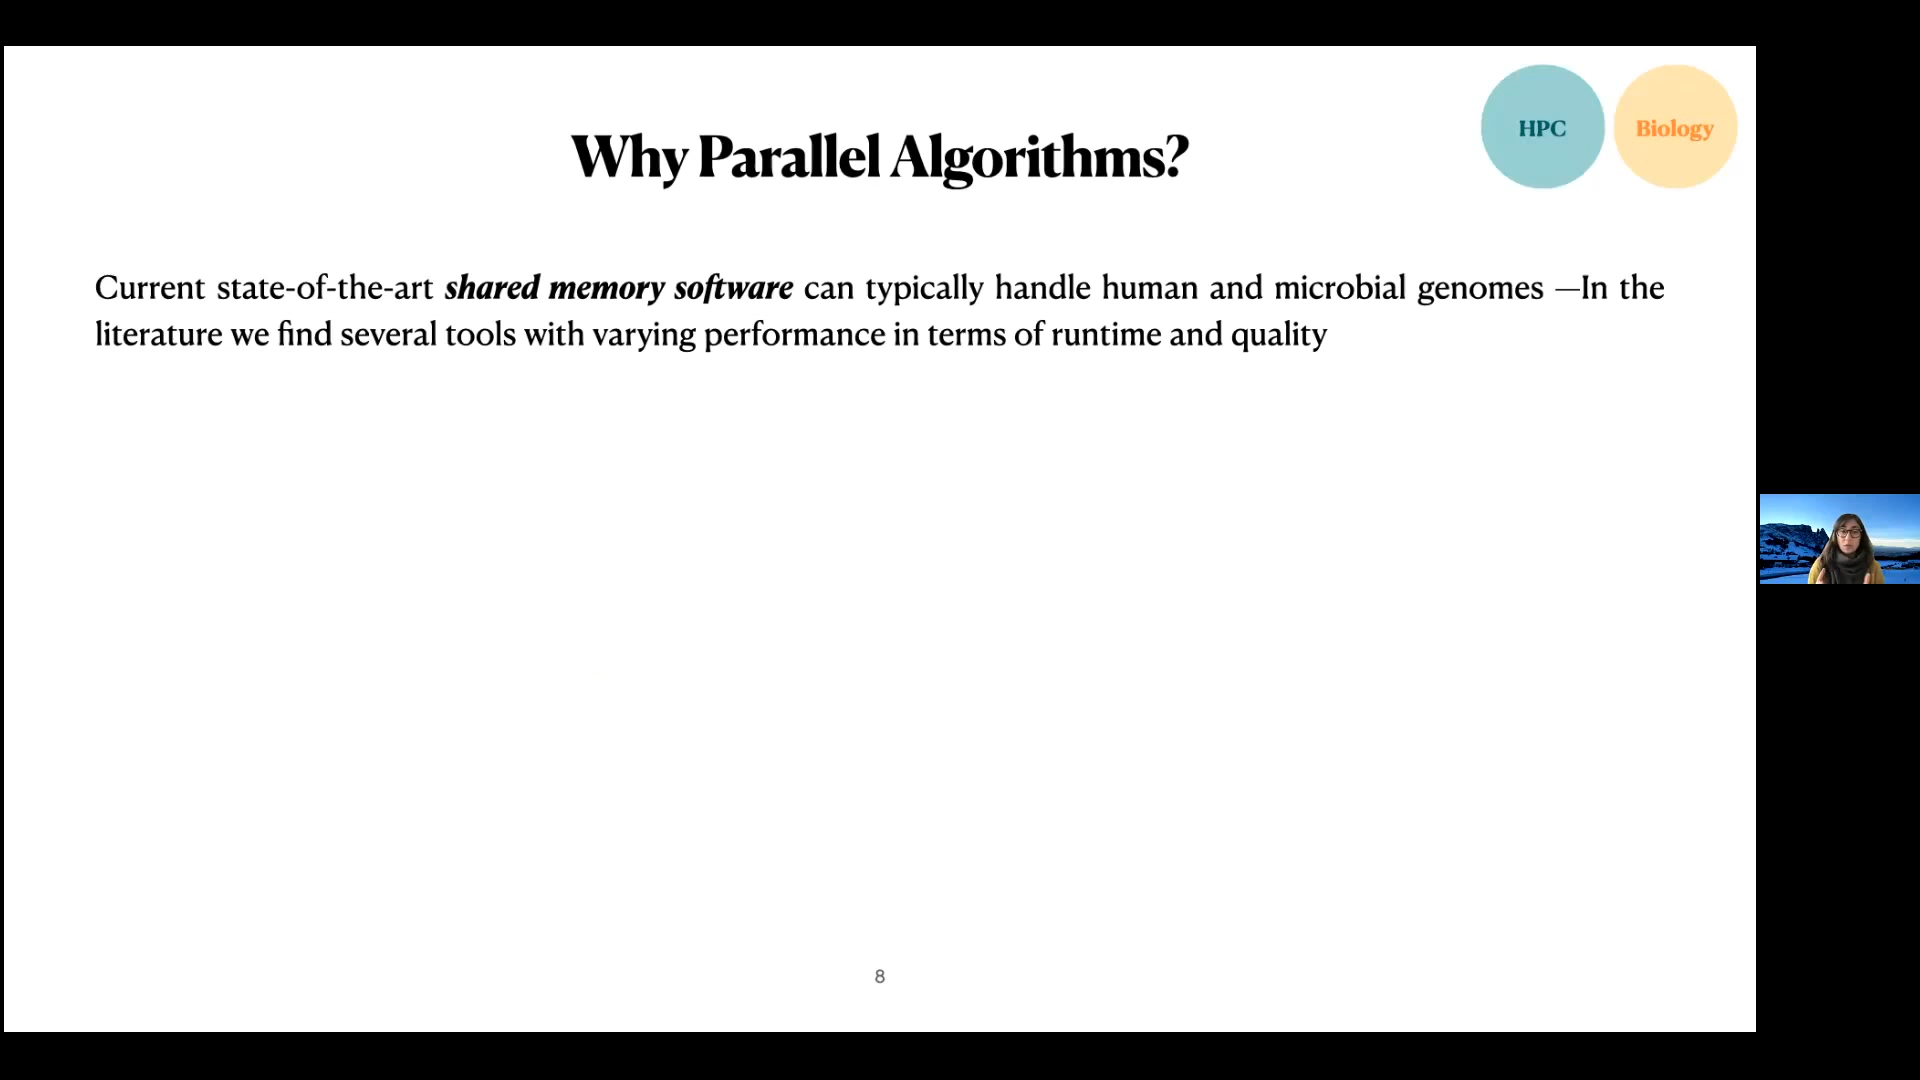 HPC
Biology
Why Parallel Algorithms?
Current state-of-the-art shared memory software can typically handle human and microbial genomes —In the
literature we find several tools with varying performance in terms of runtime and quality
8